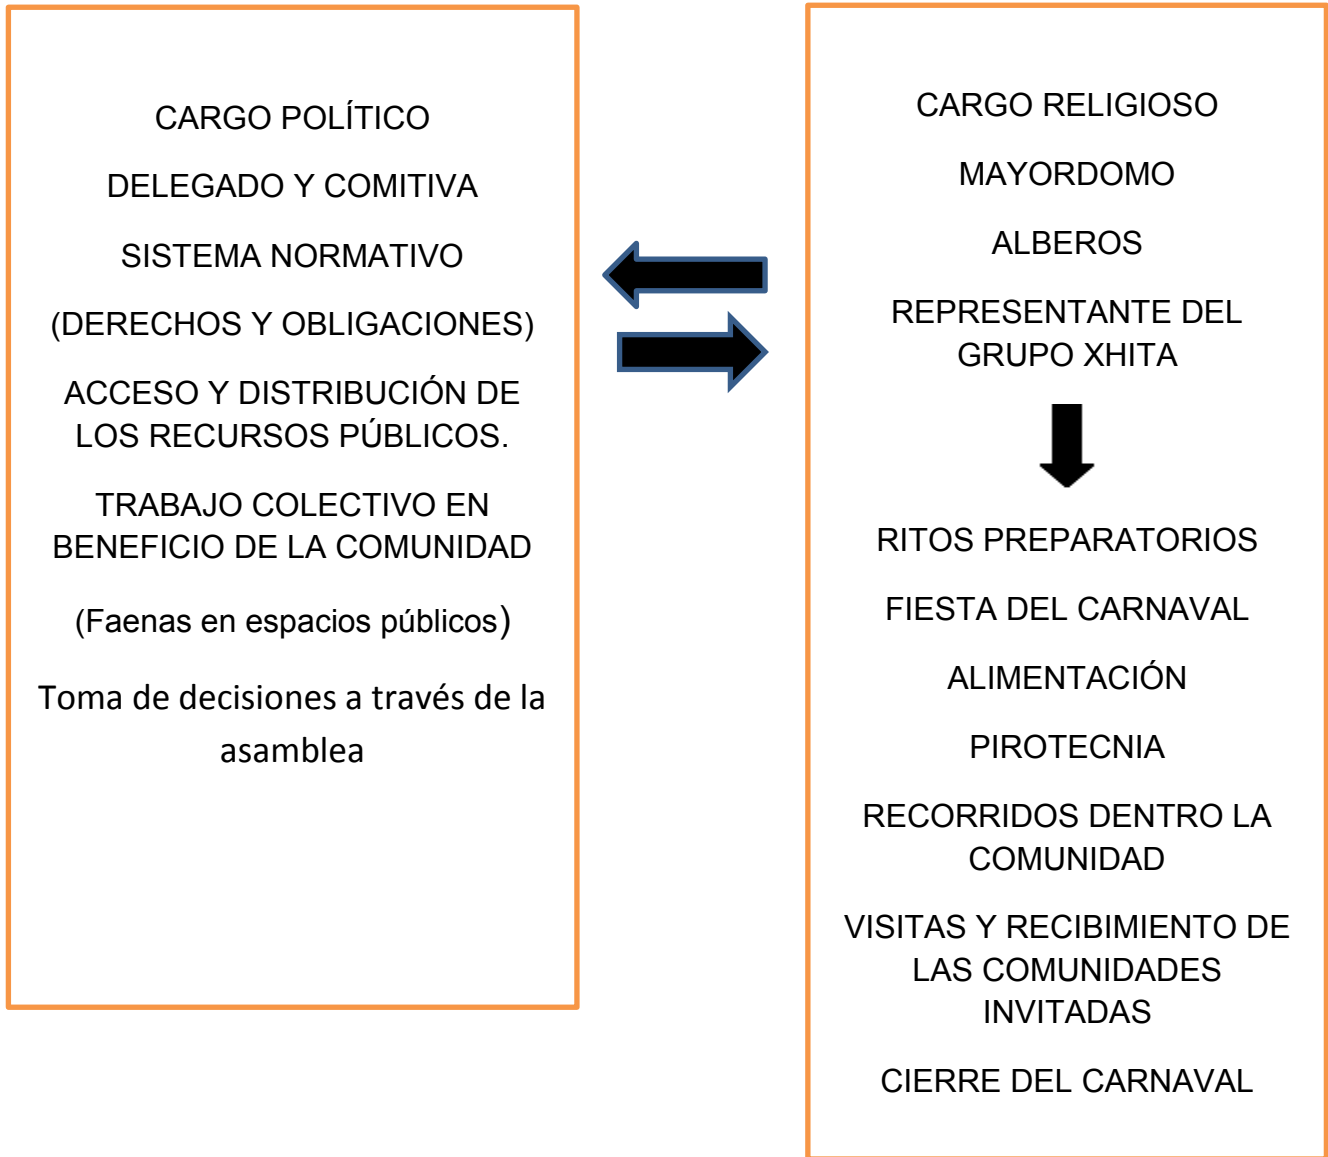 CARGO POLÍTICO
DELEGADO Y COMITIVA
SISTEMA NORMATIVO
(DERECHOS Y OBLIGACIONES)
ACCESO Y DISTRIBUCIÓN DE
LOS RECURSOS PÚBLICOS.
TRABAJO COLECTIVO EN
BENEFICIO DE LA COMUNIDAD
(Faenas en espacios públicos)
Toma de decisiones a través de la
asamblea
CARGO RELIGIOSO
MAYORDOMO
ALBEROS
REPRESENTANTE DEL
GRUPO XHITA
RITOS PREPARATORIOS
FIESTA DEL CARNAVAL
ALIMENTACIÓN
PIROTECNIA
RECORRIDOS DENTRO LA
COMUNIDAD
VISITAS Y RECIBIMIENTO DE
LAS COMUNIDADES
INVITADAS
CIERRE DEL CARNAVAL